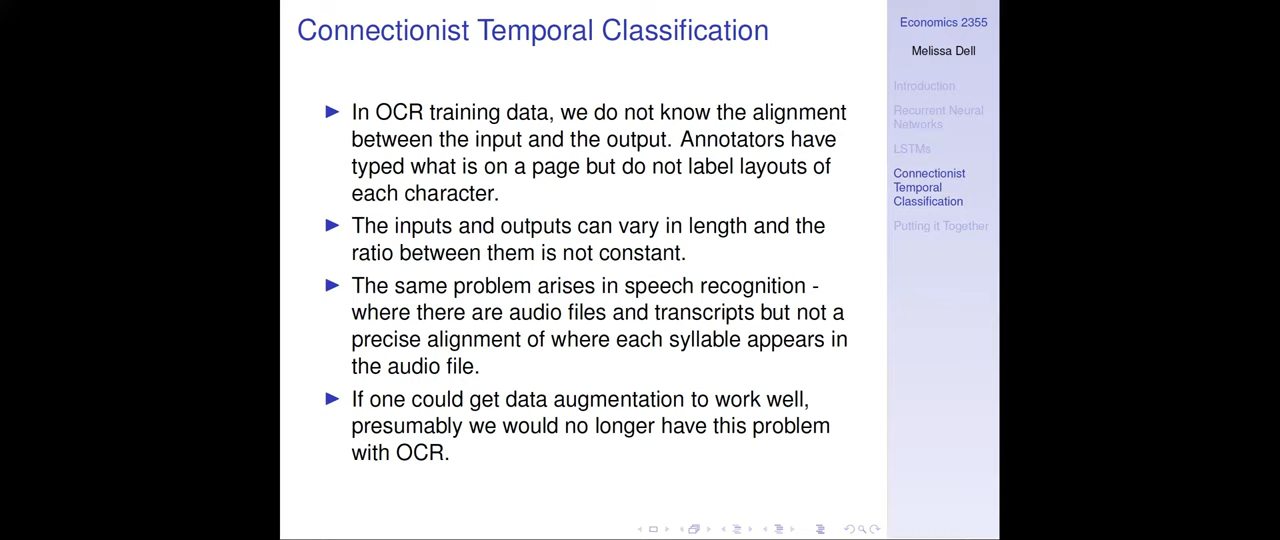 Connectionist Temporal Classification
▶ In OCR training data, we do not know the alignment
between the input and the output. Annotators have
typed what is on a page but do not label layouts of
each character.
▶ The inputs and outputs can vary in length and the
ratio between them is not constant.
▶ The same problem arises in speech recognition -
where there are audio files and transcripts but not a
precise alignment of where each syllable appears in
the audio file.
▶ If one could get data augmentation to work well,
presumably we would no longer have this problem
with OCR.
Economics 2355
Melissa Dell
Introduction
Recurrent Neural
Networks
LSTMs
Connectionist
Temporal
Classification
Putting it Together